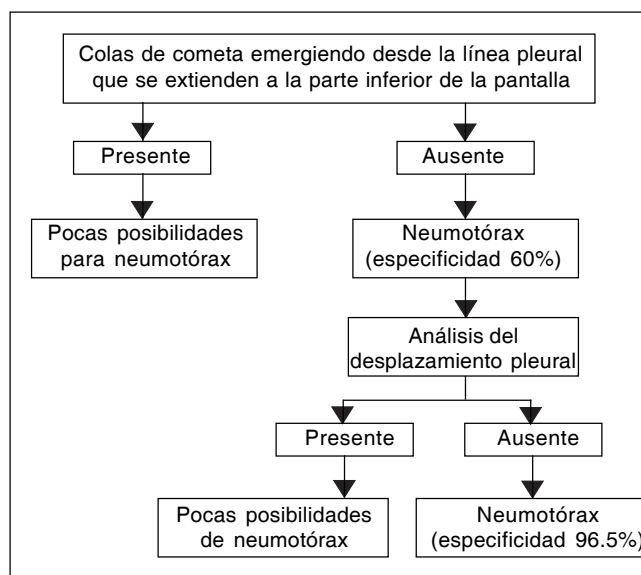 Colas de cometa emergiendo desde la línea pleural
que se extienden a la parte inferior de la pantalla
Presente
Ausente
Pocas posibilidades
para neumotórax
Neumotórax
(especificidad 60%)
Análisis del
desplazamiento pleural
Presente
Ausente
Pocas posibilidades
de neumotórax
Neumotórax
(especificidad 96.5%)